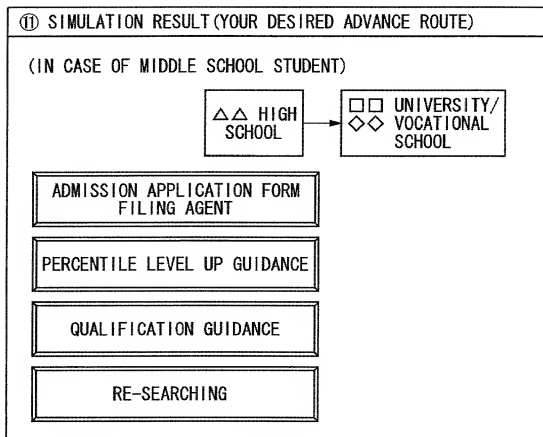 ⑪ SIMULATION RESULT(YOUR DESIRED ADVANCE ROUTE)
(IN CASE OF MIDDLE SCHOOL STUDENT)
△△ HIGH
SCHOOL
□□ UNIVERSITY/
◇◇ VOCATIONAL
SCHOOL
ADMISSION APPLICATION FORM
FILING AGENT
PERCENTILE LEVEL UP GUIDANCE
QUALIFICATION GUIDANCE
RE-SEARCHING